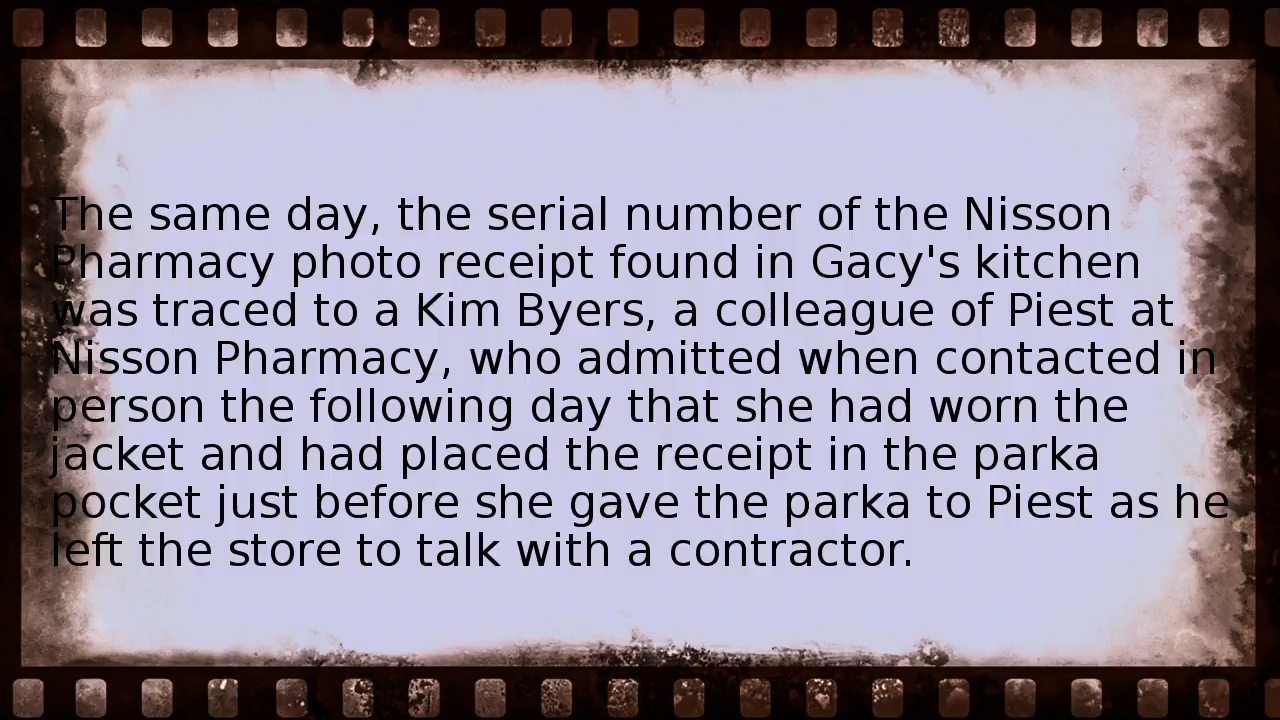 The same day, the serial number of the Nisson
Pharmacy photo receipt found in Gacy's kitchen
was traced to a Kim Byers, a colleague of Piest at
Nisson Pharmacy, who admitted when contacted in
person the following day that she had worn the
jacket and had placed the receipt in the parka
pocket just before she gave the parka to Piest as he
left the store to talk with a contractor.